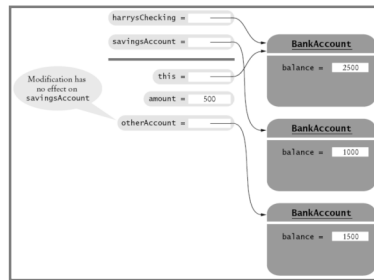 harrysChecking =
savingsAccount =
BankAccount
balance = 2500
this =
Modification has
no effect on
savingsAccount
amount = 500
otherAccount =
BankAccount
balance = 1000
BankAccount
balance = 1500